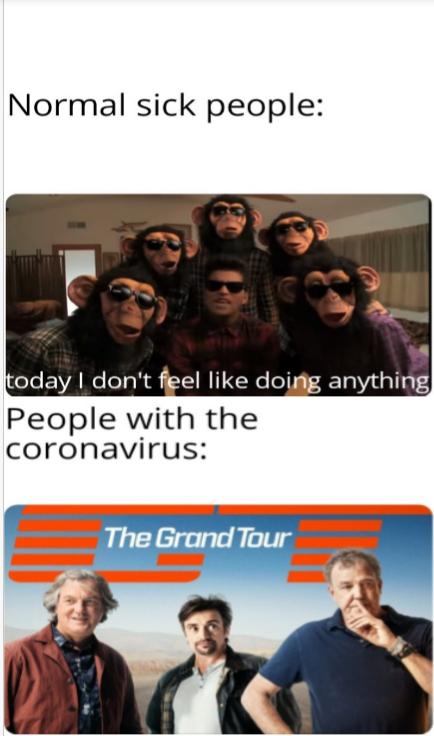 Normal sick people:
today I don't feel like doing anything
People with the
coronavirus:
The Grand Tour